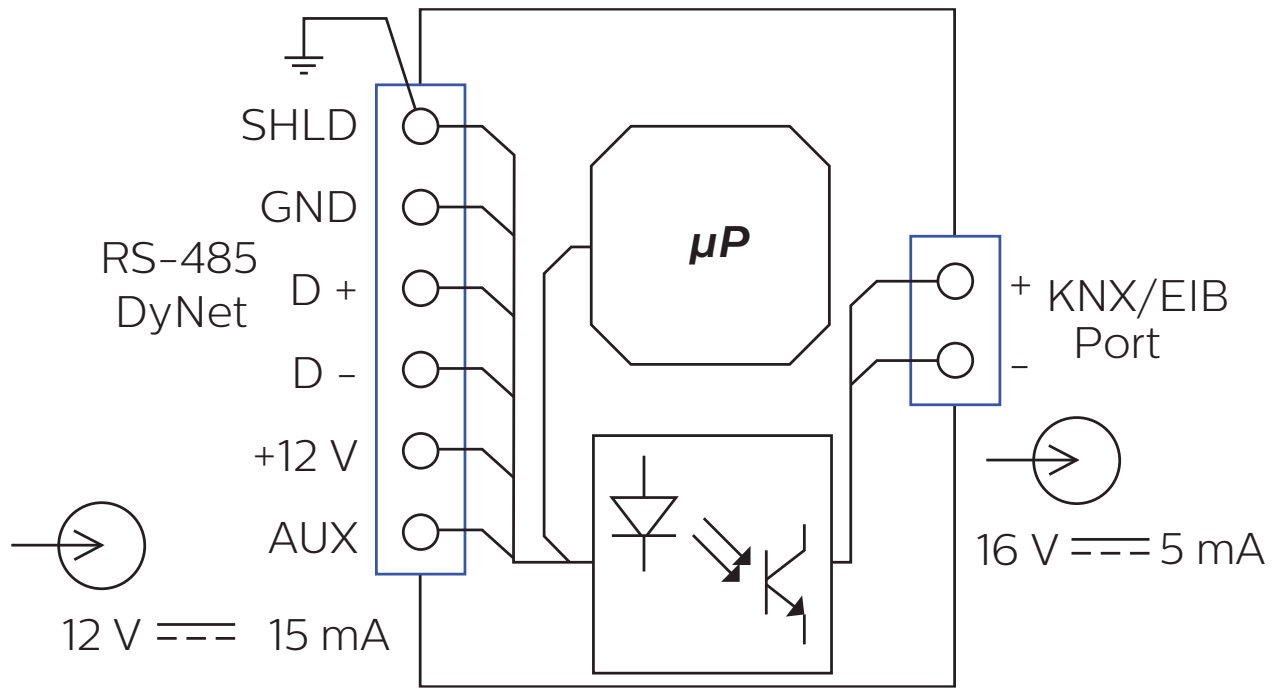 SHLD
GND
RS-485
DyNet
D +
D -
+12 V
AUX
12 V 15 mA
µP
+
-
KNX/EIB
Port
16 V 5 mA